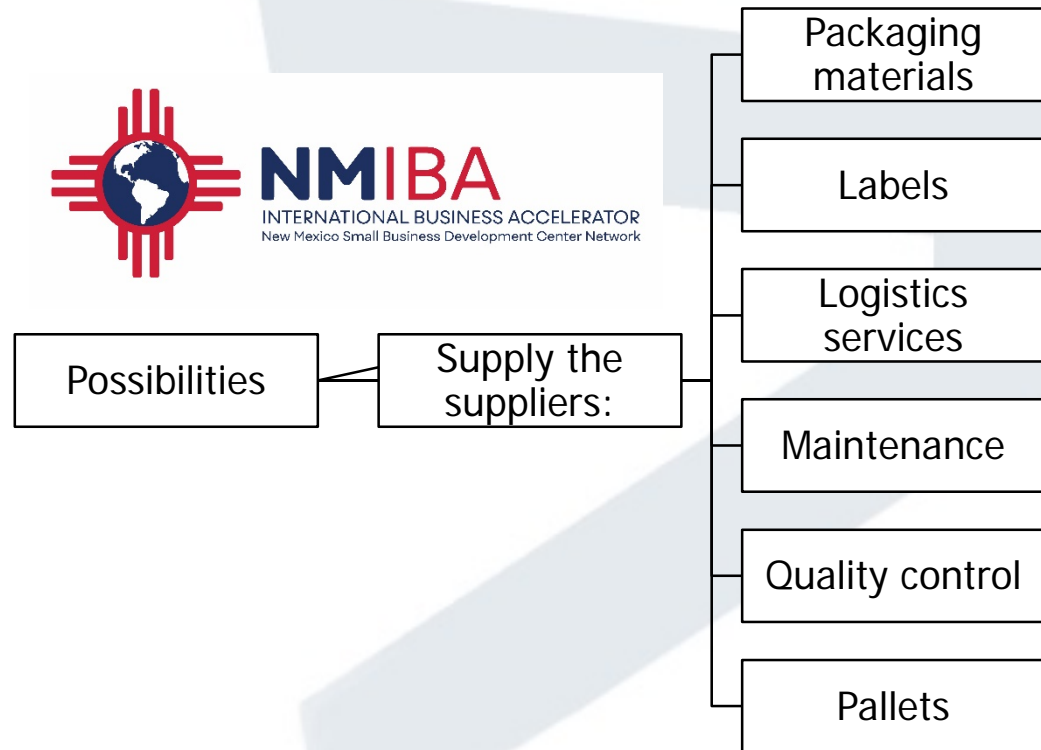 NMIBA
INTERNATIONAL BUSINESS ACCELERATOR
New Mexico Small Business Development Center Network
Possibilities
Supply the
suppliers:
Packaging
materials
Labels
Logistics
services
Maintenance
Quality control
Pallets